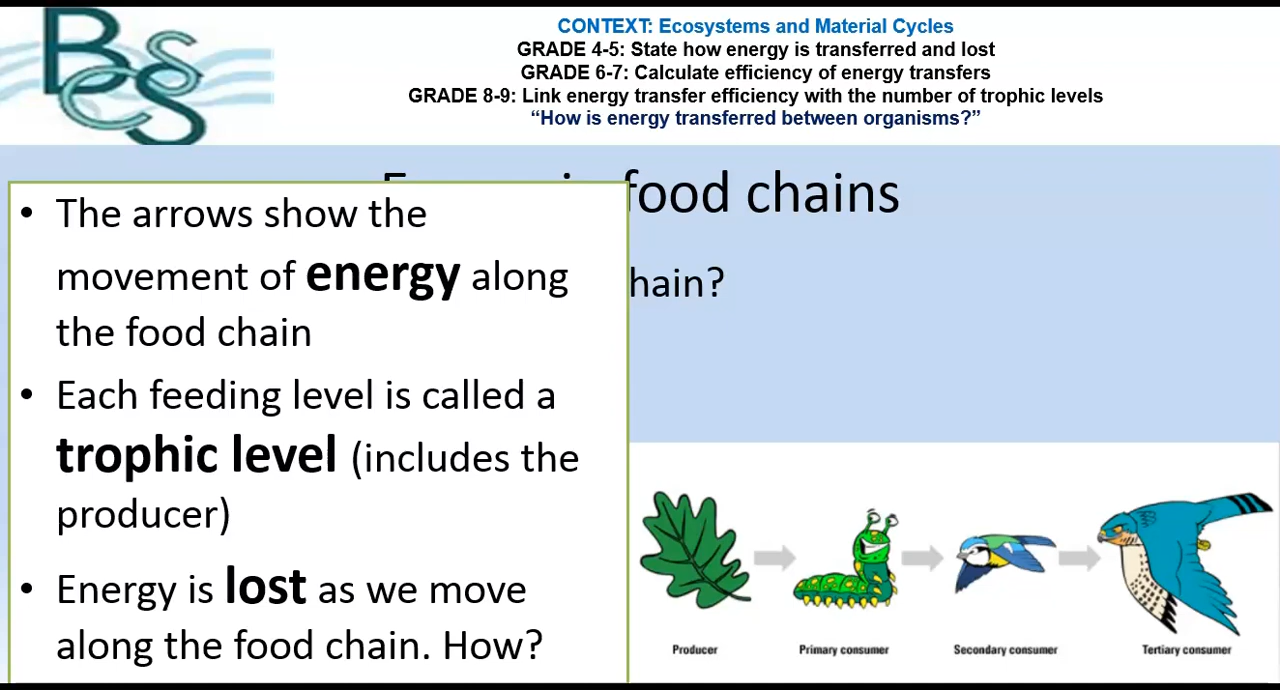 BCSCS
CONTEXT: Ecosystems and Material Cycles
GRADE 4-5: State how energy is transferred and lost
GRADE 6-7: Calculate efficiency of energy transfers
GRADE 8-9: Link energy transfer efficiency with the number of trophic levels
“How is energy transferred between organisms?”
food chains
hain?
• The arrows show the
movement of energy along
the food chain
• Each feeding level is called a
trophic level (includes the
producer)
• Energy is lost as we move
along the food chain. How?
Producer
Primary consumer
Secondary consumer
Tertiary consumer